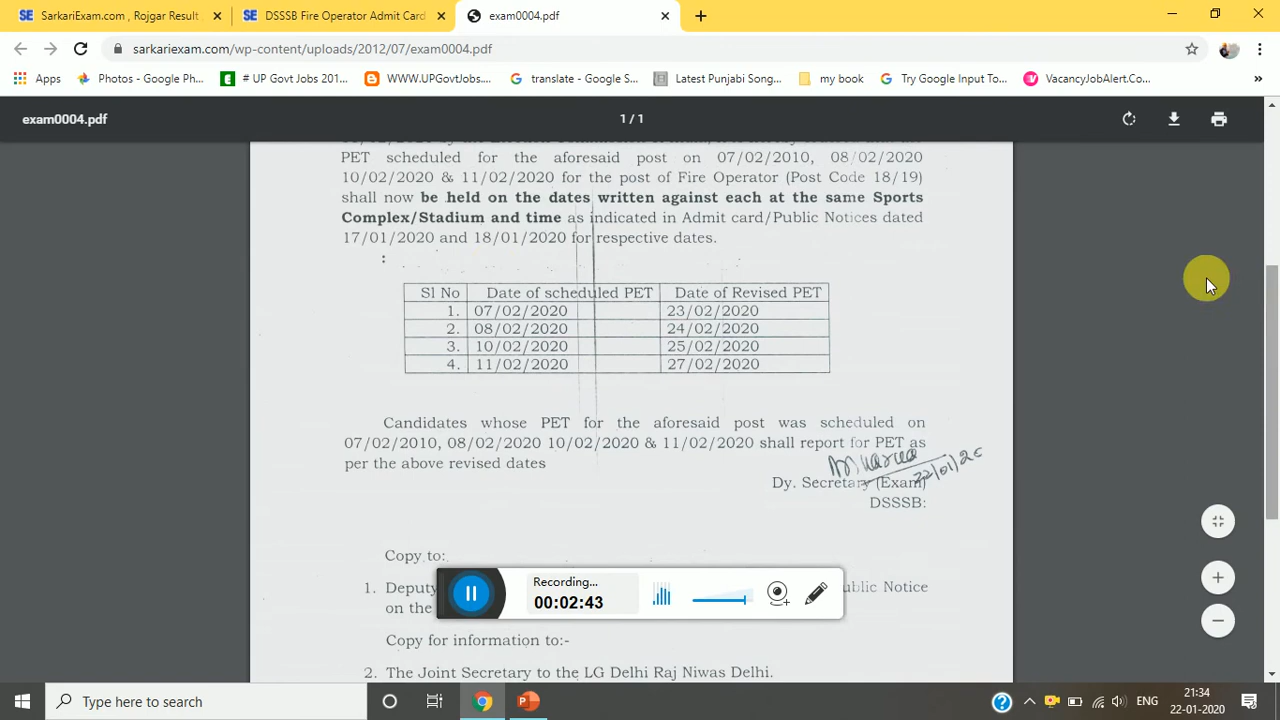 SarkariExam.com , Rojgar Result
DSSSB Fire Operator Admit Card
exam0004.pdf
sarkariexam.com/wp-content/uploads/2012/07/exam0004.pdf
Apps
Photos - Google Ph...
# UP Govt Jobs 201...
WWW.UPGovtJobs....
translate - Google S...
Latest Punjabi Song...
my book
Try Google Input To...
VacancyJobAlert.Co...
»
exam0004.pdf
1 / 1
PET scheduled for the aforesaid post on 07/02/2010, 08/02/2020
10/02/2020 & 11/02/2020 for the post of Fire Operator (Post Code 18/19)
shall now be held on the dates written against each at the same Sports
Complex/Stadium and time as indicated in Admit card/Public Notices dated
17/01/2020 and 18/01/2020 for respective dates.
:
Sl No Date of scheduled PET Date of Revised PET
1. 07/02/2020 23/02/2020
2. 08/02/2020 24/02/2020
3. 10/02/2020 25/02/2020
4. 11/02/2020 27/02/2020
Candidates whose PET for the aforesaid post was scheduled on
07/02/2010, 08/02/2020 10/02/2020 & 11/02/2020 shall report for PET as
per the above revised dates
22/01/20
Dy. Secretary (Exam)
DSSSB:
Copy to:
1. Deputy ublic Notice
on the
Copy for information to:-
2. The Joint Secretary to the LG Delhi Raj Niwas Delhi.
Recording...
00:02:43
Type here to search
ENG
21:34
22-01-2020